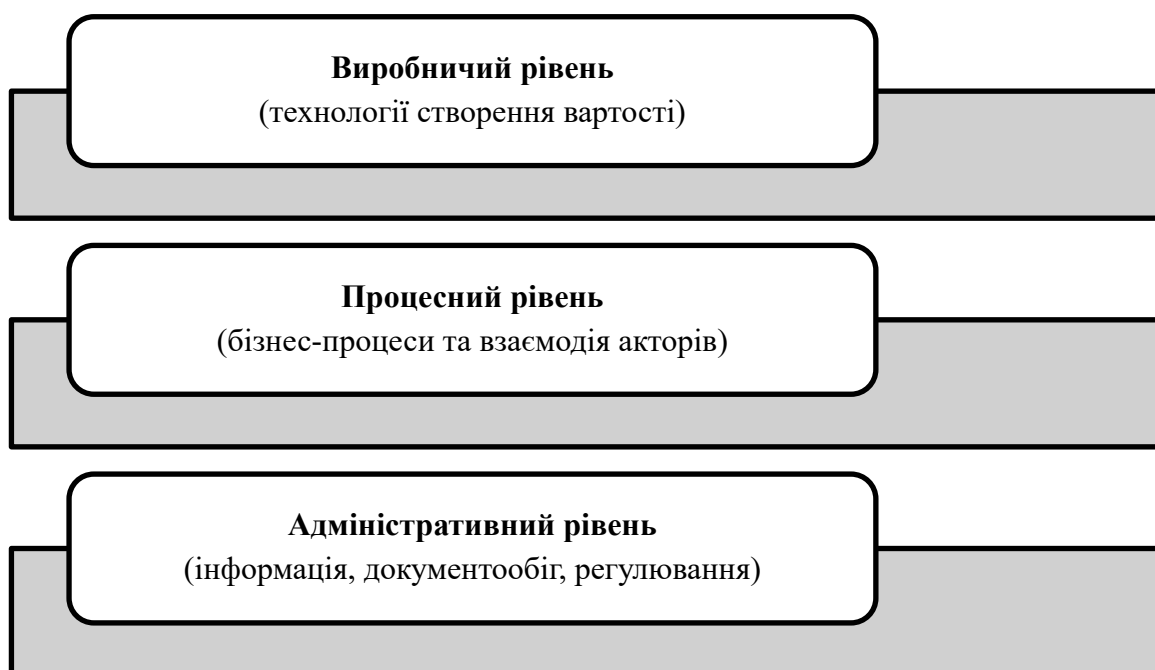 Виробничий рівень
(технології створення вартості)
Процесний рівень
(бізнес-процеси та взаємодія акторів)
Адміністративний рівень
(інформація, документообіг, регулювання)